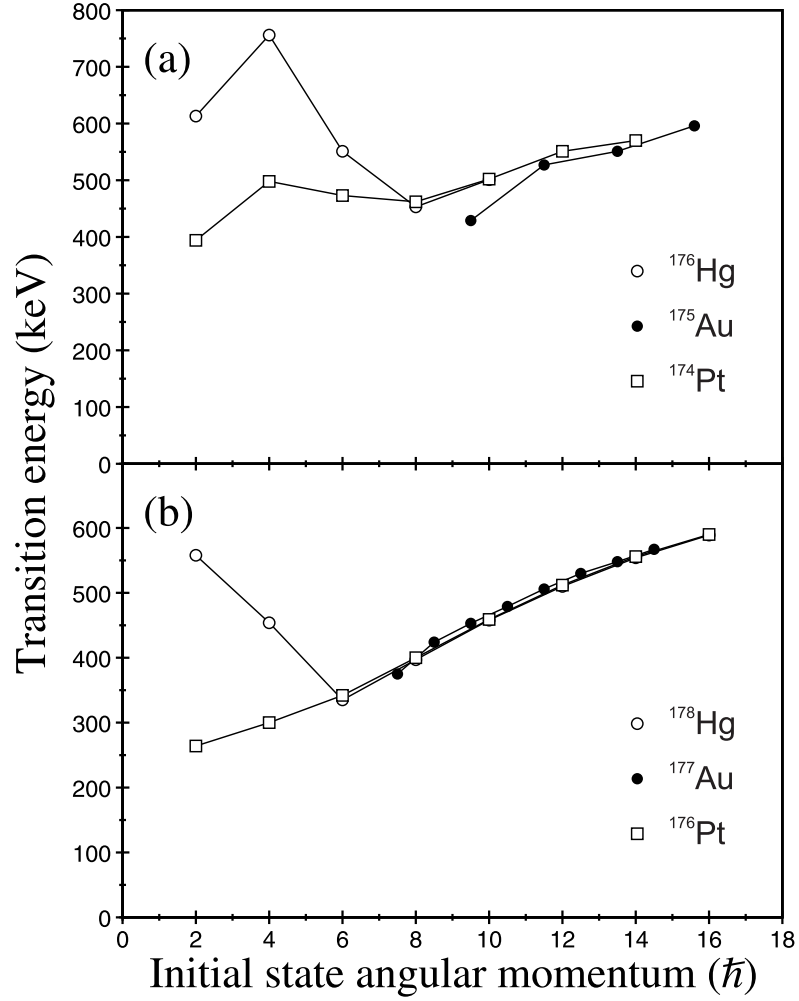 800
(a)
700
600
500
400
¹⁷⁶Hg
300
¹⁷⁵Au
200
¹⁷⁴Pt
100
0
Transition energy (keV)
(b)
600
500
400
300
¹⁷⁸Hg
200
¹⁷⁷Au
¹⁷⁶Pt
100
0
0 2 4 6 8 10 12 14 16 18
Initial state angular momentum (ℏ)